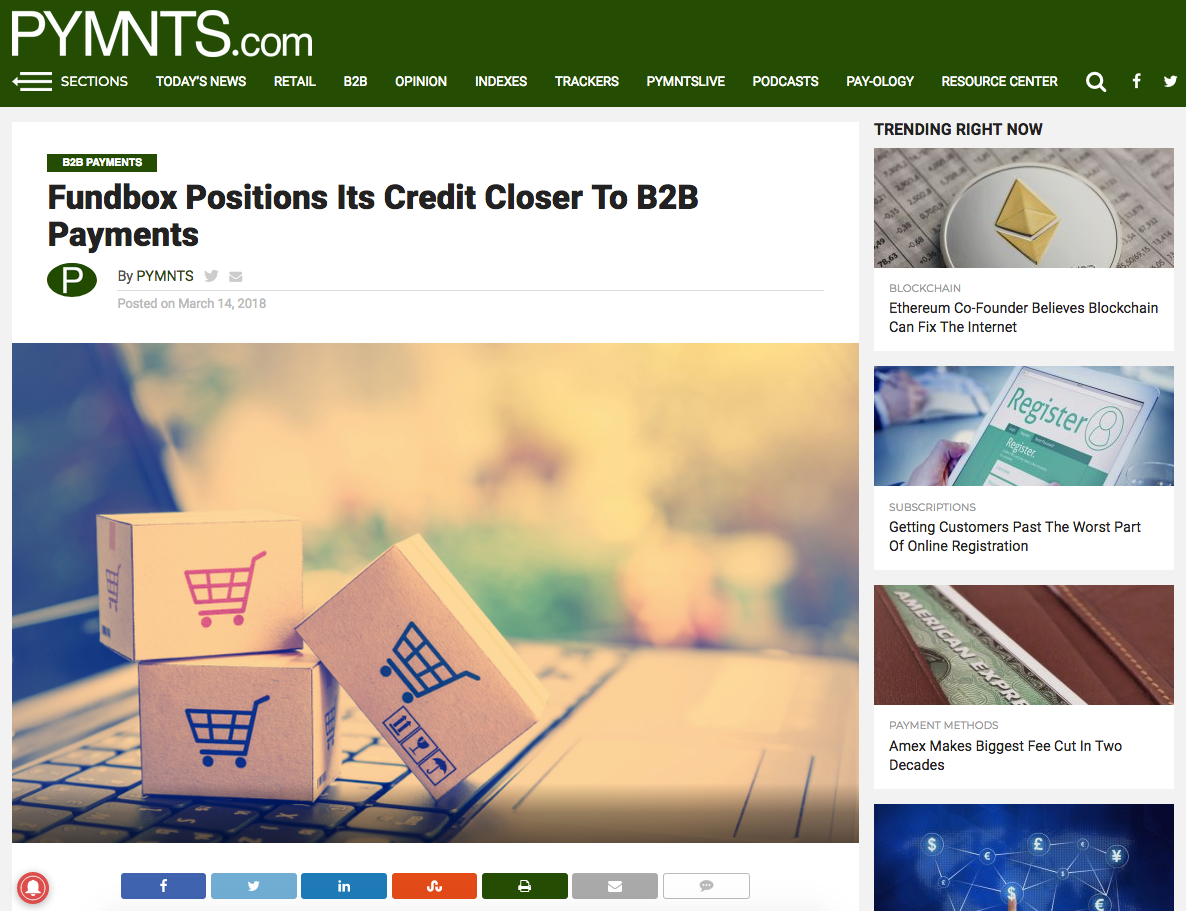 PYMNTS.com
SECTIONS TODAY'S NEWS RETAIL B2B OPINION INDEXES TRACKERS PYMNTSLIVE PODCASTS PAY-OLOGY RESOURCE CENTER
B2B PAYMENTS
Fundbox Positions Its Credit Closer To B2B
Payments
P
By PYMNTS
Posted on March 14, 2018
TRENDING RIGHT NOW
BLOCKCHAIN
Ethereum Co-Founder Believes Blockchain
Can Fix The Internet
Register
Register
SUBSCRIPTIONS
Getting Customers Past The Worst Part
Of Online Registration
AMERICAN EXPRE
PAYMENT METHODS
Amex Makes Biggest Fee Cut In Two
Decades
$ € £ € ¥
£ $ $ €